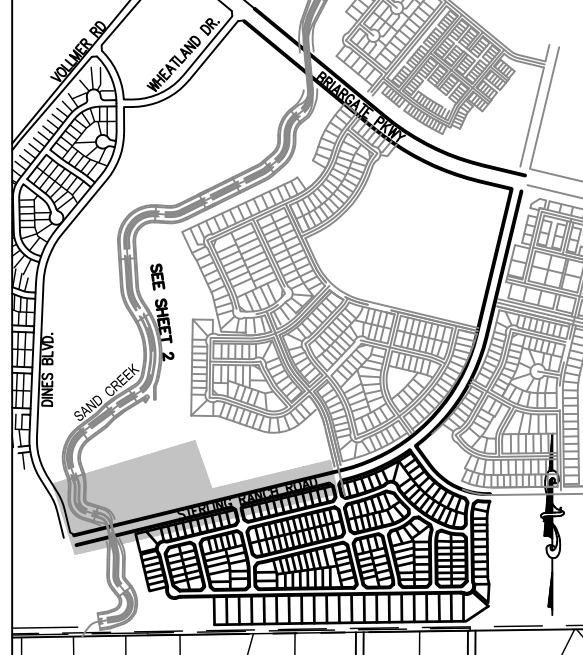 VOLLMER RD
WHEATLAND DR.
BRIARGATE PKWY
SEE SHEET 2
DINES BLVD.
SAND CREEK
STERLING RANCH ROAD